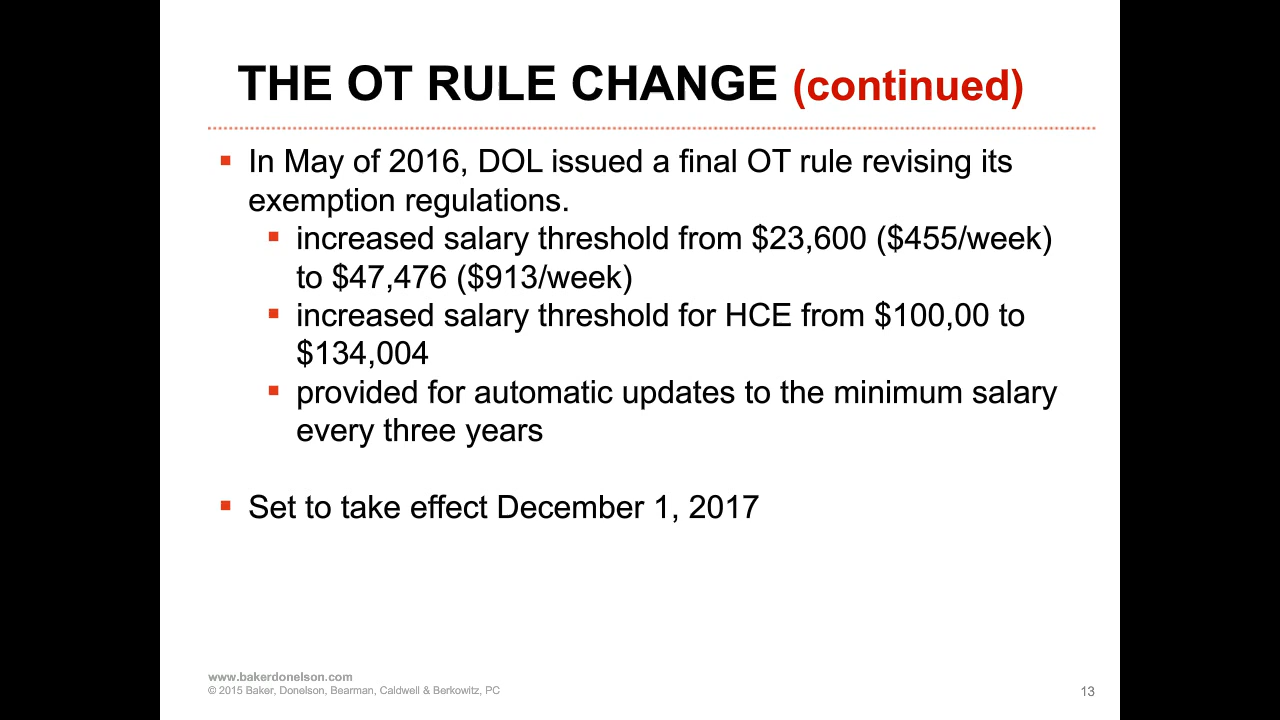 THE OT RULE CHANGE (continued)
In May of 2016, DOL issued a final OT rule revising its
exemption regulations.
increased salary threshold from $23,600 ($455/week)
to $47,476 ($913/week)
increased salary threshold for HCE from $100,00 to
$134,004
provided for automatic updates to the minimum salary
every three years
Set to take effect December 1, 2017
www.bakerdonelson.com
© 2015 Baker, Donelson, Bearman, Caldwell & Berkowitz, PC
13